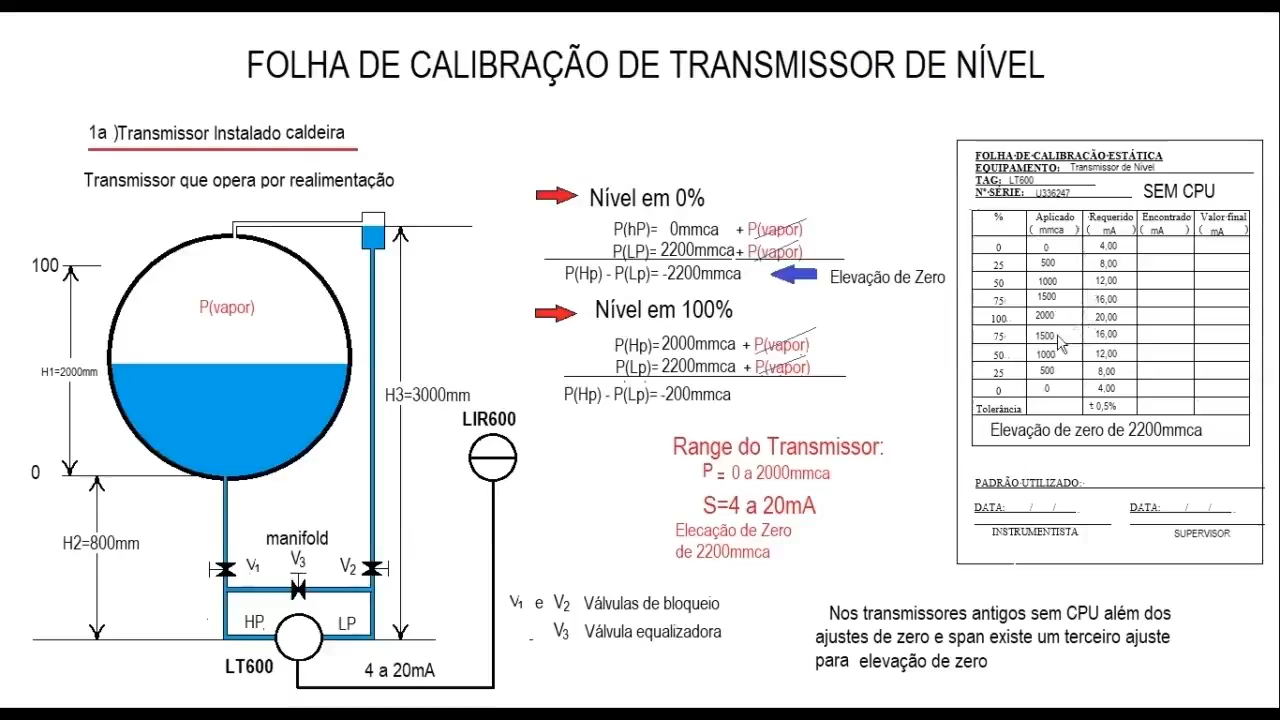 FOLHA DE CALIBRAÇÃO DE TRANSMISSOR DE NÍVEL
1a )Transmissor Instalado caldeira
Transmissor que opera por realimentação
100
P(vapor)
H1=2000mm
0
H2=800mm
H3=3000mm
LIR600
manifold
V1
V3
V2
HP
LP
LT600
4 a 20mA
Nível em 0%
P(hP)= 0mmca + P(vapor)
P(LP)= 2200mmca+ P(vapor)
P(Hp) - P(Lp)= -2200mmca
Elevação de Zero
Nível em 100%
P(Hp)= 2000mmca + P(vapor)
P(Lp)= 2200mmca + P(vapor)
P(Hp) - P(Lp)= -200mmca
Range do Transmissor:
P = 0 a 2000mmca
S=4 a 20mA
Elecação de Zero
de 2200mmca
V1 e V2 Válvulas de bloqueio
V3 Válvula equalizadora
FOLHA·DE·CALIBRACÃO·ESTÁTICA
EQUIPAMENTO: Transmissor de Nível
TAG: LT600
Nº·SÉRIE: U336247
SEM CPU
% Aplicado Requerido Encontrado Valor·final
( mmca ) ( mA ) ( mA ) ( mA )
0 0 4,00
25 500 8,00
50 1000 12,00
75 1500 16,00
100 2000 20,00
75 1500 16,00
50 1000 12,00
25 500 8,00
0 0 4,00
Tolerância ± 0,5%
Elevação de zero de 2200mmca
PADRÃO·UTILIZADO:
DATA: / / DATA: / /
INSTRUMENTISTA SUPERVISOR
Nos transmissores antigos sem CPU além dos
ajustes de zero e span existe um terceiro ajuste
para elevação de zero